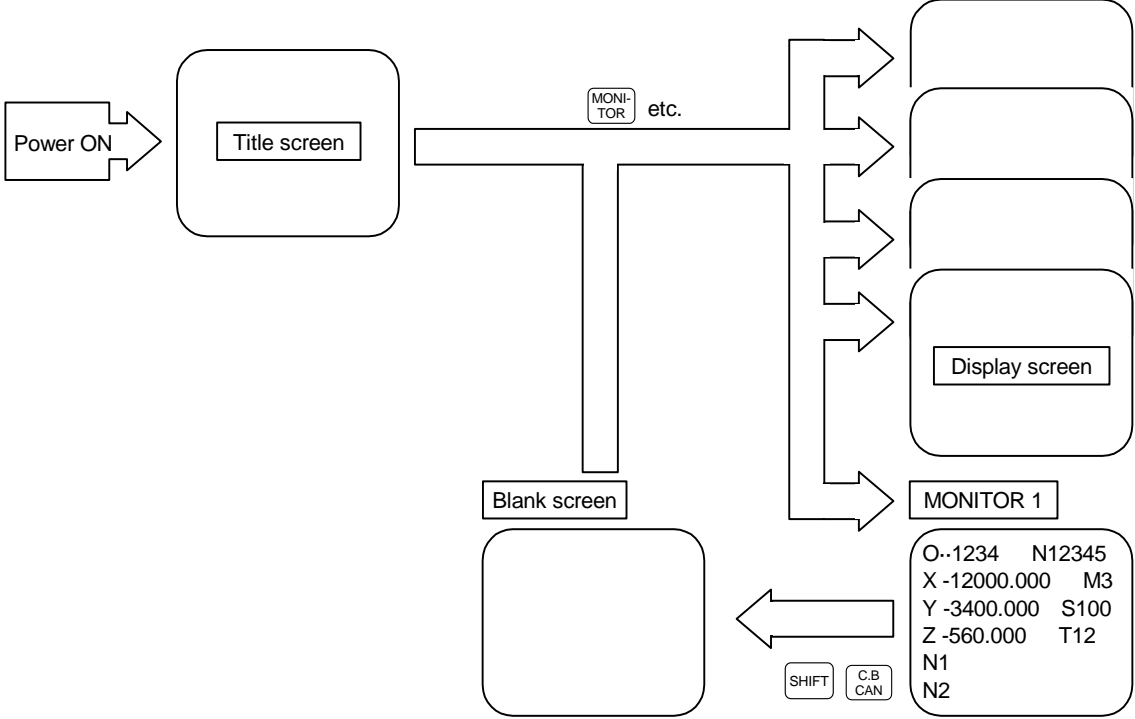 MONI-
TOR
etc.
Power ON
Title screen
Display screen
Blank screen
MONITOR 1
O··1234 N12345
X -12000.000 M3
Y -3400.000 S100
Z -560.000 T12
N1
N2
SHIFT
C.B
CAN